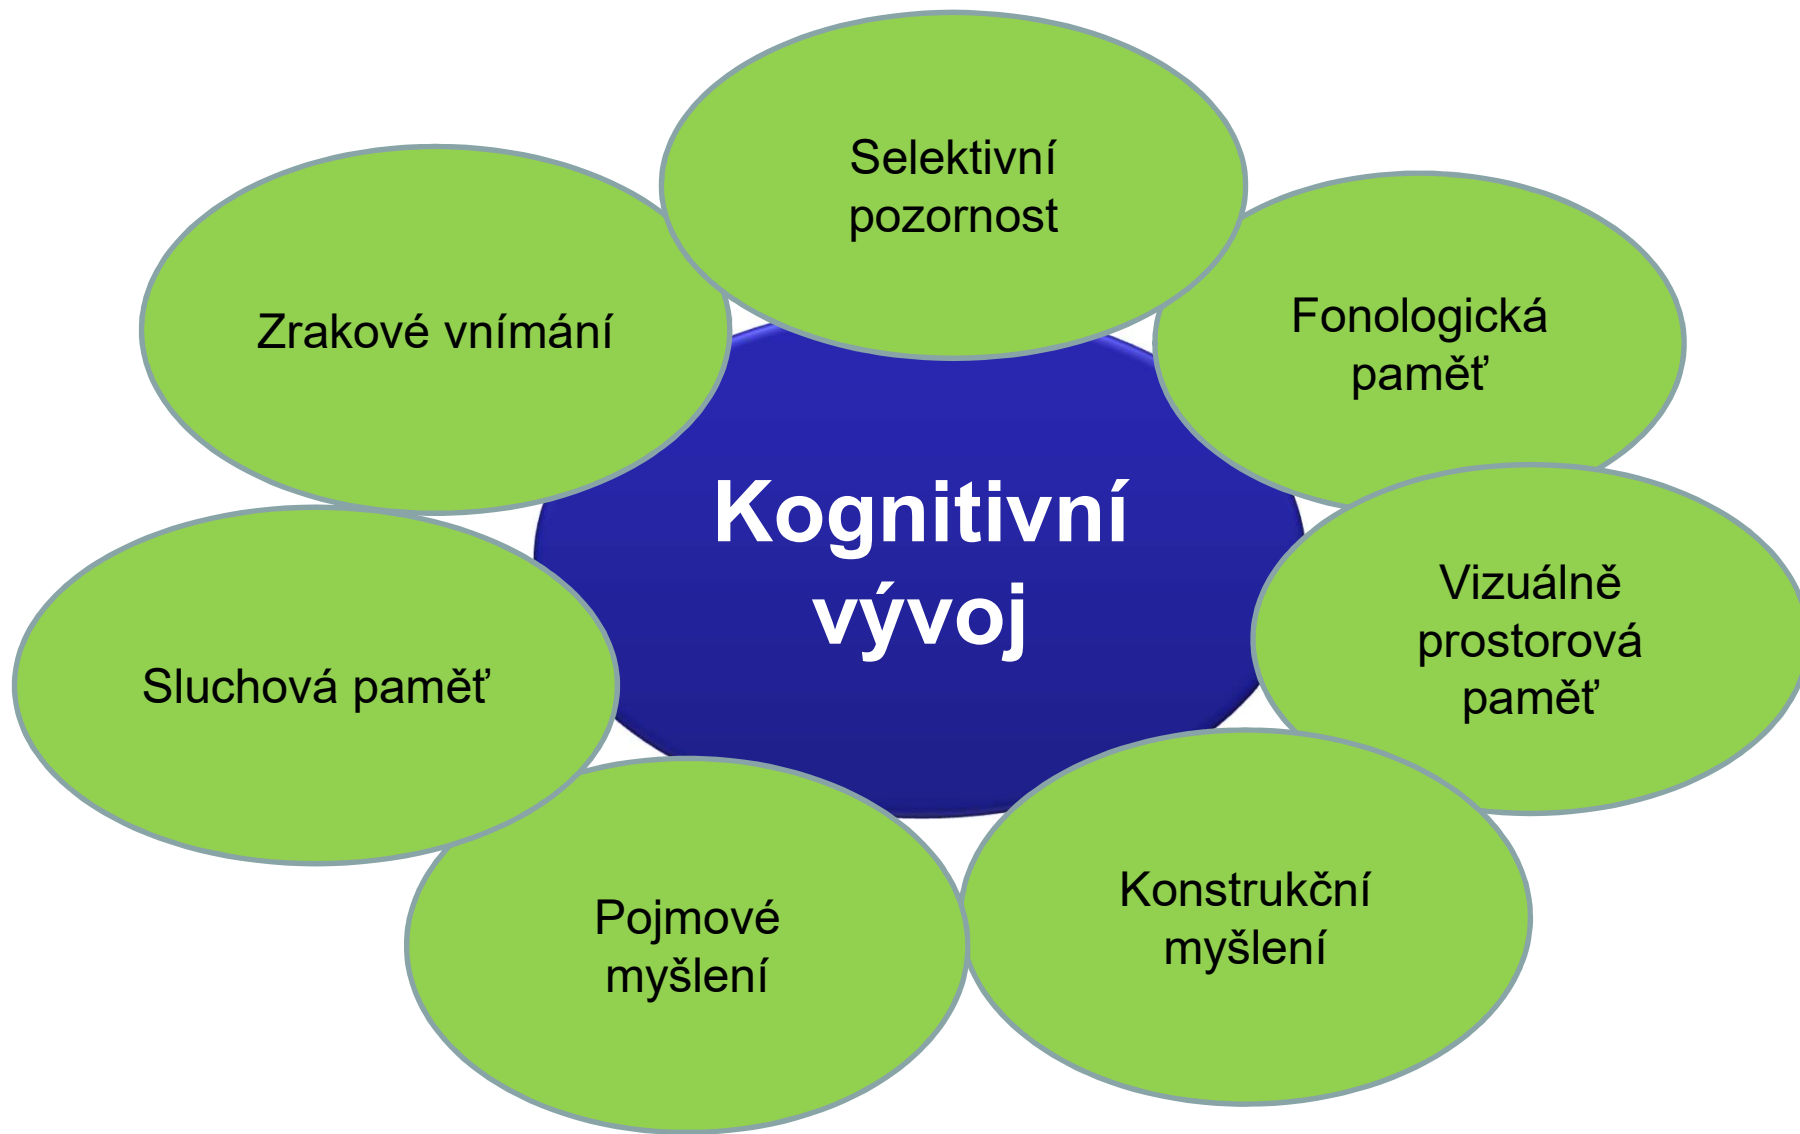 Selektivní
pozornost
Zrakové vnímání
Fonologická
paměť
Kognitivní
vývoj
Vizuálně
prostorová
paměť
Sluchová paměť
Konstrukční
myšlení
Pojmové
myšlení